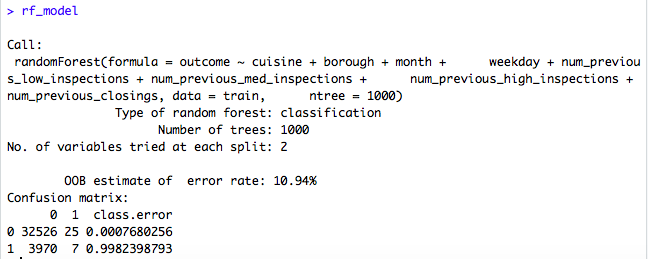 > rf_model
Call:
randomForest(formula = outcome ~ cuisine + borough + month +      weekday + num_previou
s_low_inspections + num_previous_med_inspections +      num_previous_high_inspections +
num_previous_closings, data = train,      ntree = 1000)
Type of random forest: classification
Number of trees: 1000
No. of variables tried at each split: 2
OOB estimate of  error rate: 10.94%
Confusion matrix:
0  1  class.error
0 32526 25 0.0007680256
1  3970  7 0.9982398793